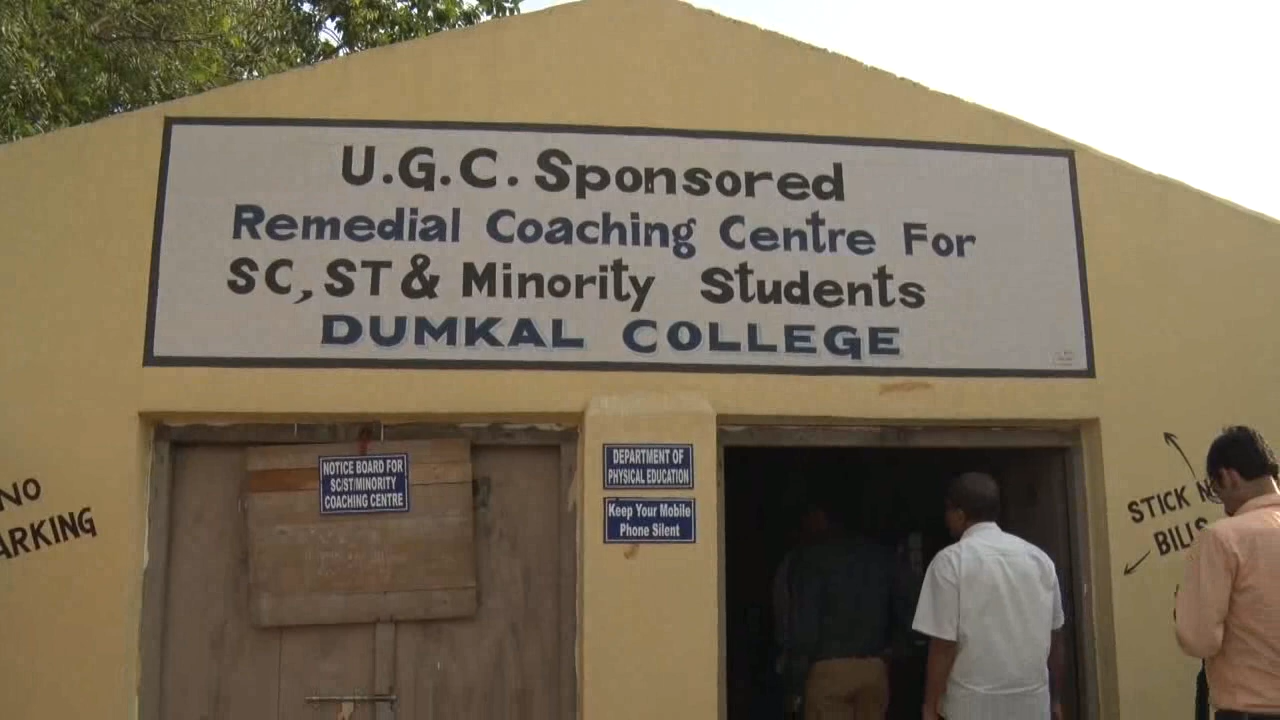 U.G.C. Sponsored
Remedial Coaching Centre For
SC, ST & Minority Students
DUMKAL COLLEGE
NOTICE BOARD FOR
SC/ST/MINORITY
COACHING CENTRE
DEPARTMENT OF
PHYSICAL EDUCATION
Keep Your Mobile
Phone Silent
NO
ARKING
STICK N
BILLS